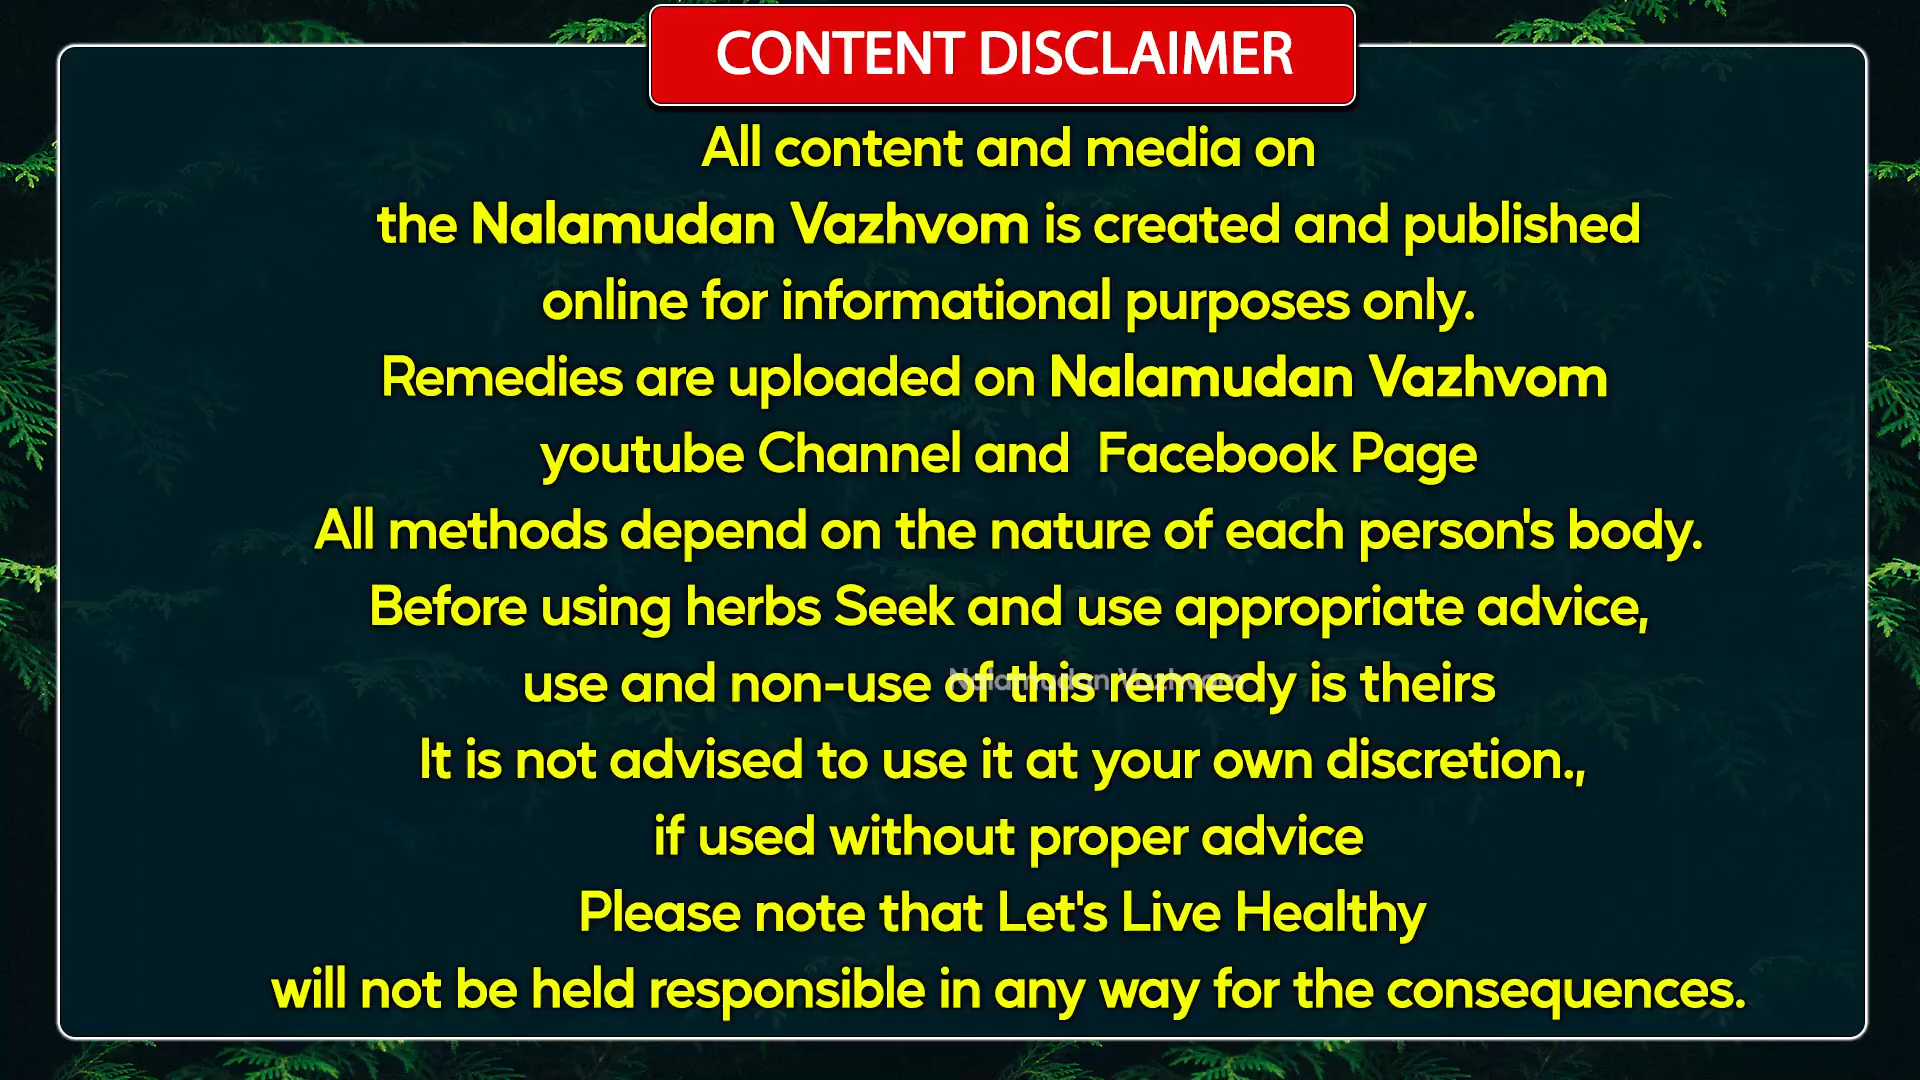 CONTENT DISCLAIMER
All content and media on
the Nalamudan Vazhvom is created and published
online for informational purposes only.
Remedies are uploaded on Nalamudan Vazhvom
youtube Channel and Facebook Page
All methods depend on the nature of each person's body.
Before using herbs Seek and use appropriate advice,
use and non-use of this remedy is theirs
Nalamudan Vazhvom
It is not advised to use it at your own discretion.,
if used without proper advice
Please note that Let's Live Healthy
will not be held responsible in any way for the consequences.